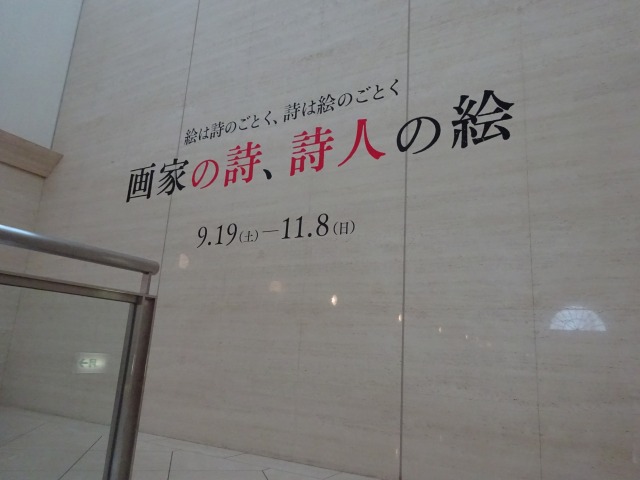 絵は詩のごとく、詩は絵のごとく
画家の詩、詩人の絵
9.19(土)―11.8(日)